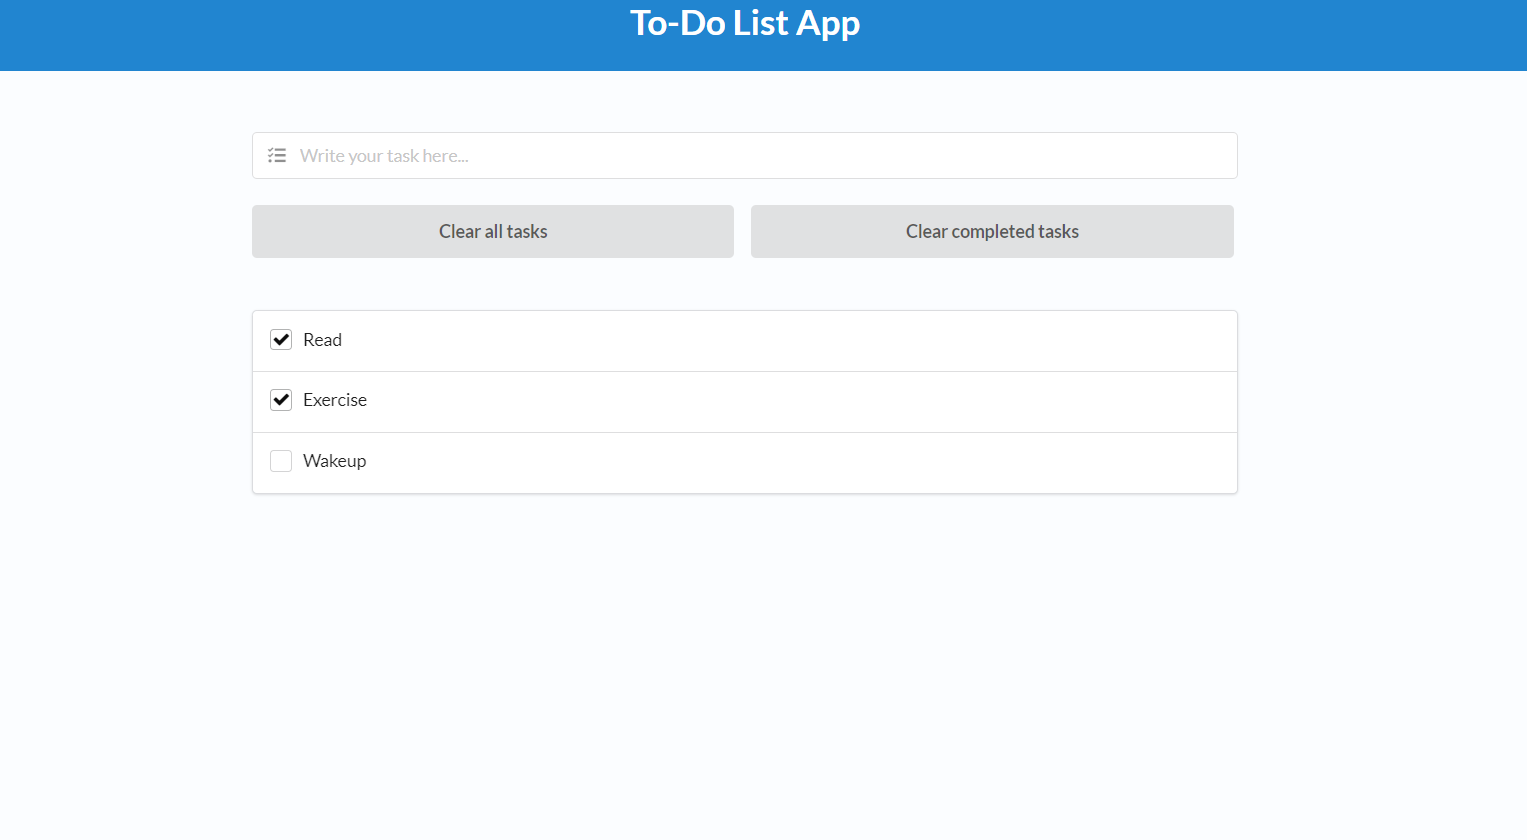 To-Do List App
Write your task here...
Clear all tasks
Clear completed tasks
Read
Exercise
Wakeup